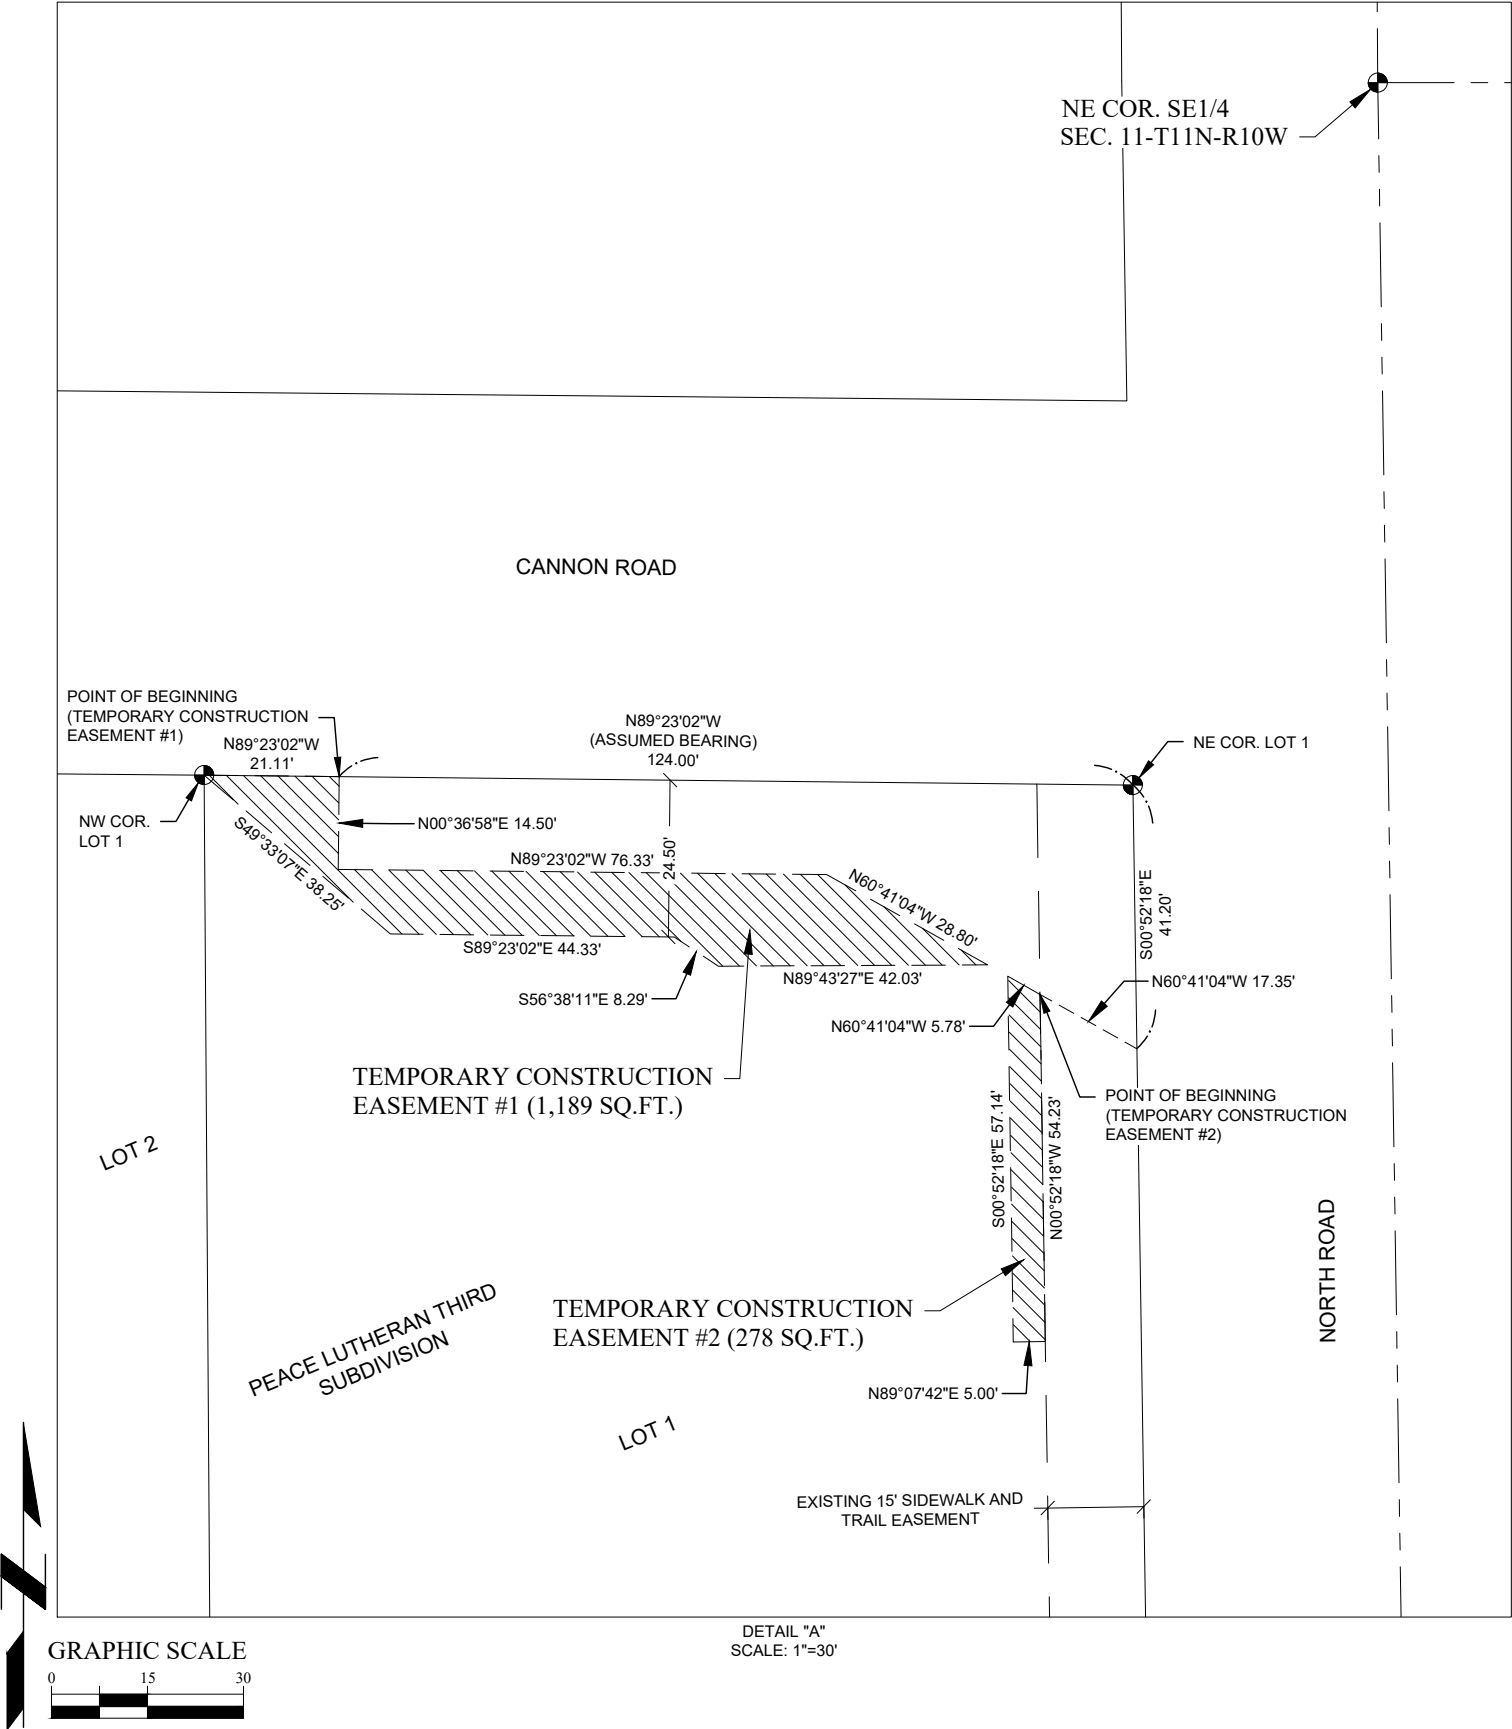 NE COR. SE1/4
SEC. 11-T11N-R10W
CANNON ROAD
POINT OF BEGINNING
(TEMPORARY CONSTRUCTION
EASEMENT #1)
N89°23'02"W
21.11'
N89°23'02"W
(ASSUMED BEARING)
124.00'
NE COR. LOT 1
NW COR.
LOT 1
S49°33'07"E 38.25'
N00°36'58"E 14.50'
N89°23'02"W 76.33'
24.50'
N60°41'04"W 28.80'
S00°52'18"E
41.20'
S89°23'02"E 44.33'
S56°38'11"E 8.29'
N89°43'27"E 42.03'
N60°41'04"W 17.35'
N60°41'04"W 5.78'
TEMPORARY CONSTRUCTION
EASEMENT #1 (1,189 SQ.FT.)
POINT OF BEGINNING
(TEMPORARY CONSTRUCTION
EASEMENT #2)
LOT 2
S00°52'18"E 57.14'
N00°52'18"W 54.23'
NORTH ROAD
PEACE LUTHERAN THIRD
SUBDIVISION
TEMPORARY CONSTRUCTION
EASEMENT #2 (278 SQ.FT.)
N89°07'42"E 5.00'
LOT 1
EXISTING 15' SIDEWALK AND
TRAIL EASEMENT
N
DETAIL "A"
SCALE: 1"=30'
GRAPHIC SCALE
0 15 30